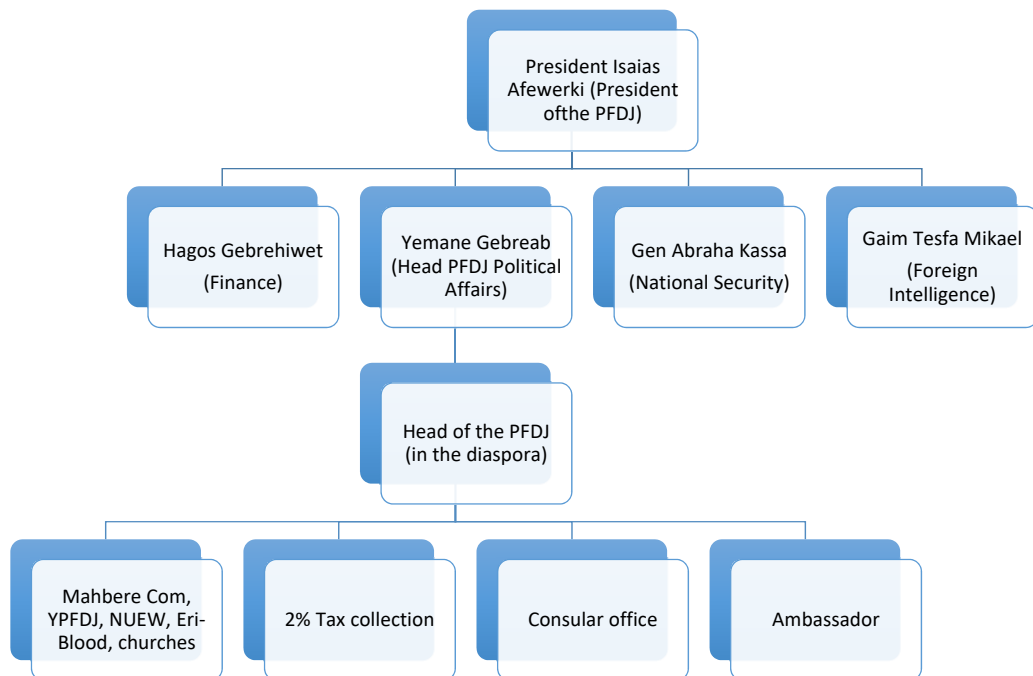 President Isaias
Afewerki (President
ofthe PFDJ)
Hagos Gebrehiwet
(Finance)
Yemane Gebreab
(Head PFDJ Political
Affairs)
Gen Abraha Kassa
(National Security)
Gaim Tesfa Mikael
(Foreign
Intelligence)
Head of the PFDJ
(in the diaspora)
Mahbere Com,
YPFDJ, NUEW, Eri-
Blood, churches
2% Tax collection
Consular office
Ambassador